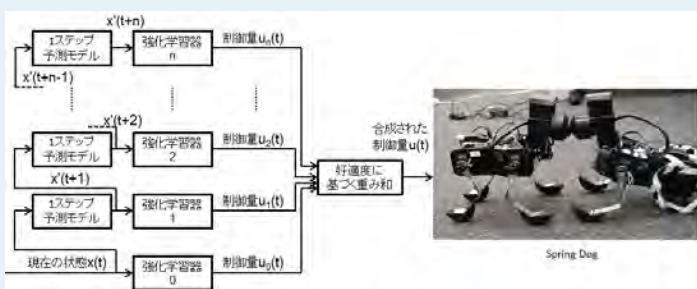 x'(t+n)
1ステップ
予測モデル
強化学習器
n
制御量un(t)
x'(t+n-1)
x'(t+2)
1ステップ
予測モデル
強化学習器
2
制御量u2(t)
合成された
制御量u(t)
好適度に
基づく重み和
x'(t+1)
1ステップ
予測モデル
強化学習器
1
制御量u1(t)
現在の状態x(t)
強化学習器
0
制御量u0(t)
Spring Dog